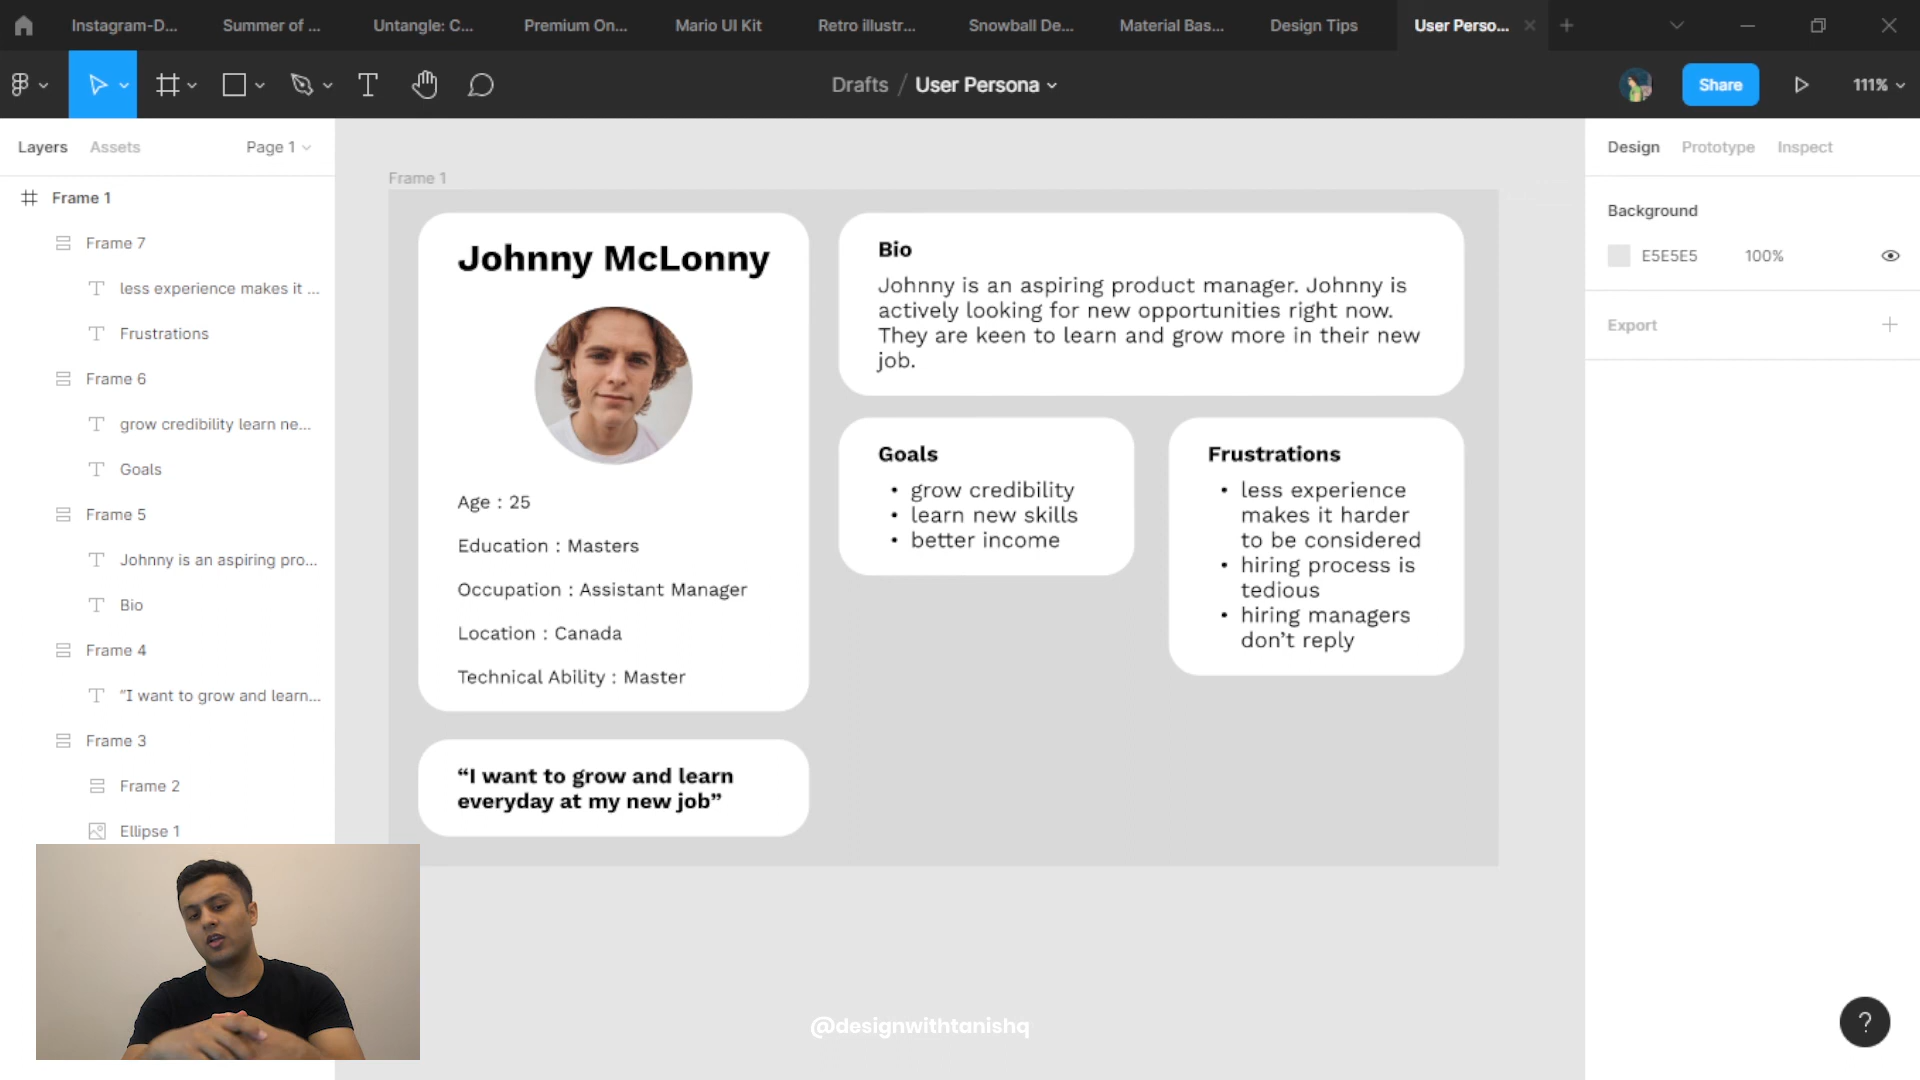 Instagram-D...
Summer of ...
Untangle: C...
Premium On...
Mario UI Kit
Retro illustr...
Snowball De...
Material Bas...
Design Tips
User Perso...
Drafts / User Persona
Share
111%
Layers
Assets
Page 1
Frame 1
Frame 7
less experience makes it ...
Frustrations
Frame 6
grow credibility learn ne...
Goals
Frame 5
Johnny is an aspiring pro...
Bio
Frame 4
“I want to grow and learn...
Frame 3
Frame 2
Ellipse 1
Frame 1
Johnny McLonny
Age : 25
Education : Masters
Occupation : Assistant Manager
Location : Canada
Technical Ability : Master
“I want to grow and learn
everyday at my new job”
Bio
Johnny is an aspiring product manager. Johnny is
actively looking for new opportunities right now.
They are keen to learn and grow more in their new
job.
Goals
• grow credibility
• learn new skills
• better income
Frustrations
• less experience
makes it harder
to be considered
• hiring process is
tedious
• hiring managers
don’t reply
Design
Prototype
Inspect
Background
E5E5E5
100%
Export
@designwithtanishq
?